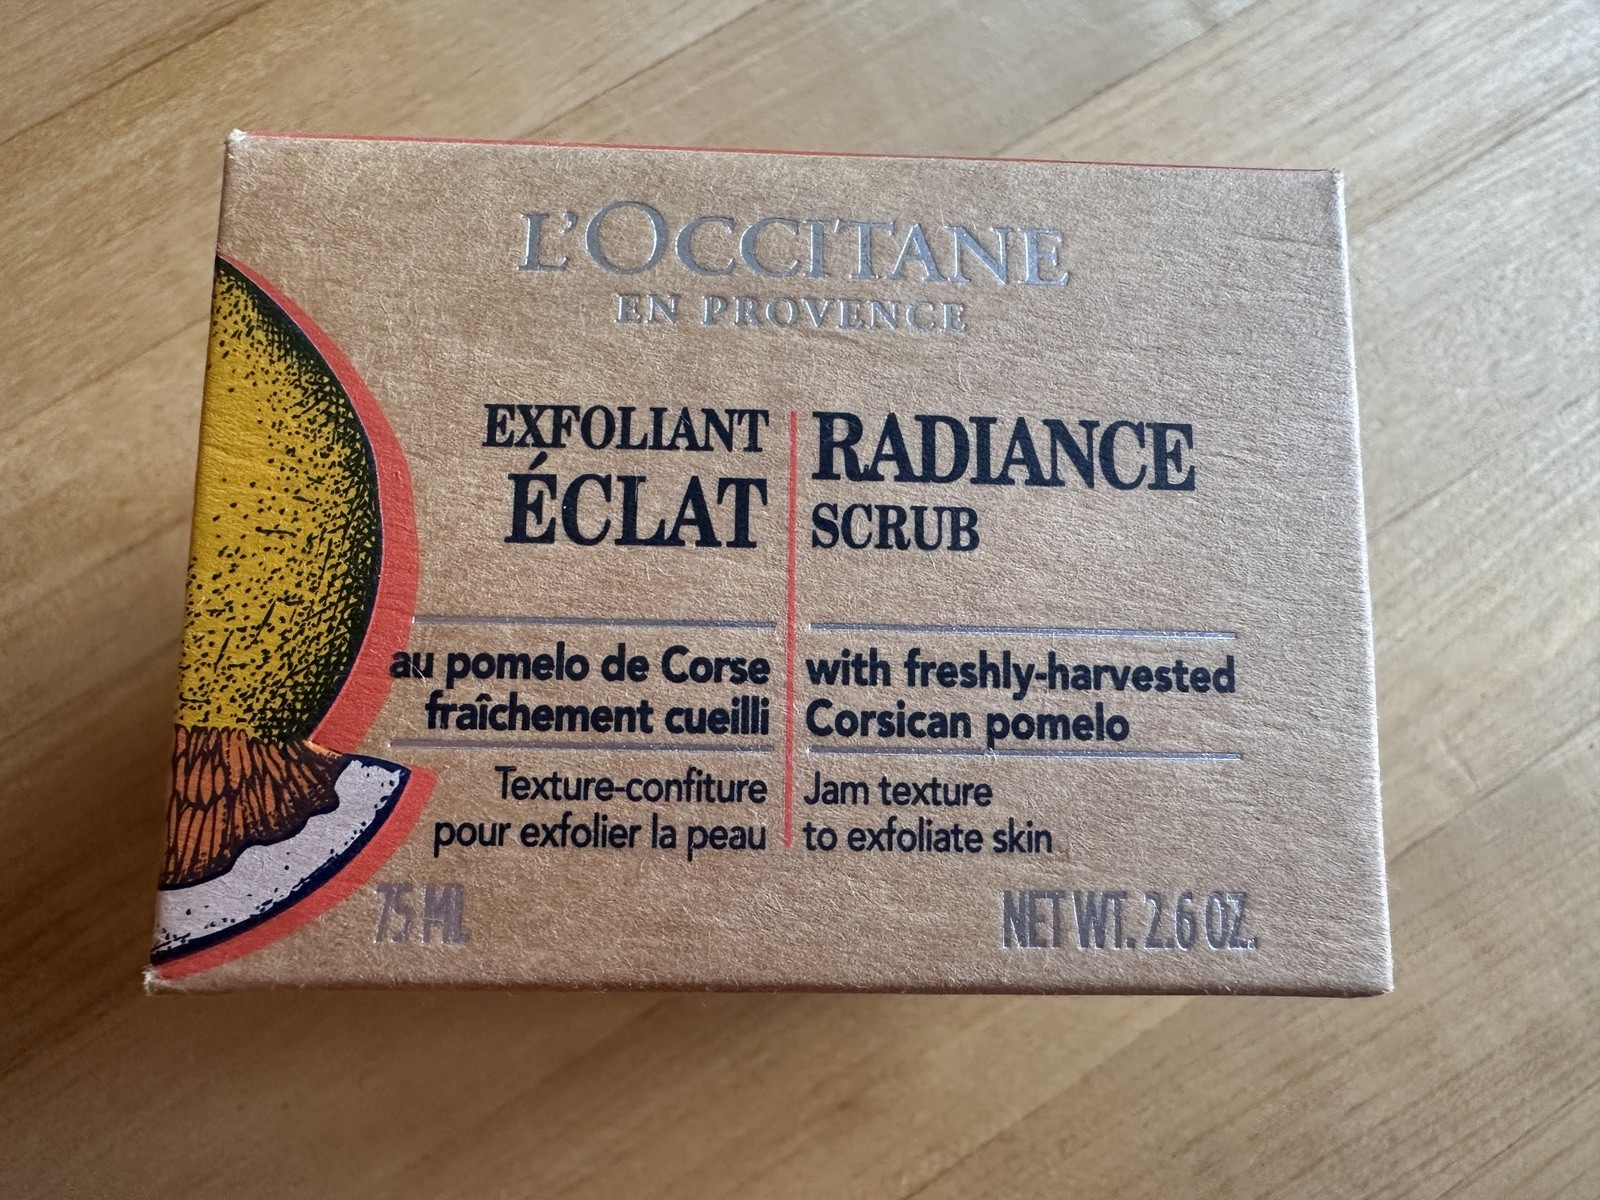 L'OCCITANE
EN PROVENCE
EXFOLIANT
ÉCLAT
au pomelo de Corse
fraîchement cueilli
Texture-confiture
pour exfolier la peau
75 ML
RADIANCE
SCRUB
with freshly-harvested
Corsican pomelo
Jam texture
to exfoliate skin
NET WT. 2.6 OZ.